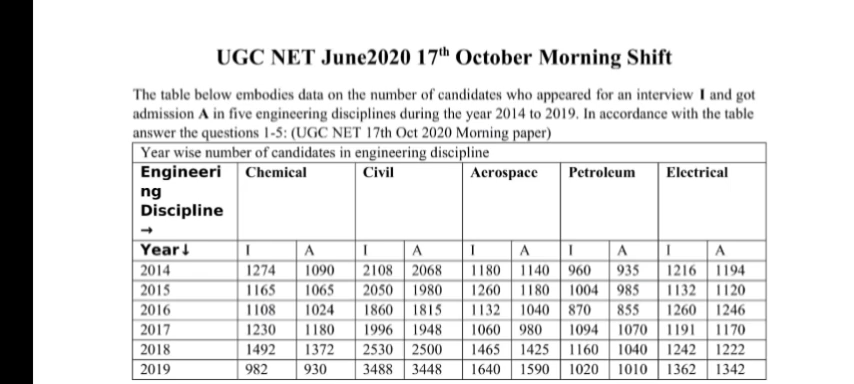 UGC NET June2020 17th October Morning Shift
The table below embodies data on the number of candidates who appeared for an interview I and got
admission A in five engineering disciplines during the year 2014 to 2019. In accordance with the table
answer the questions 1-5: (UGC NET 17th Oct 2020 Morning paper)
Year wise number of candidates in engineering discipline
Engineeri Chemical Civil Aerospace Petroleum Electrical
ng
Discipline
→
Year↓ I A I A I A I A I A
2014 1274 1090 2108 2068 1180 1140 960 935 1216 1194
2015 1165 1065 2050 1980 1260 1180 1004 985 1132 1120
2016 1108 1024 1860 1815 1132 1040 870 855 1260 1246
2017 1230 1180 1996 1948 1060 980 1094 1070 1191 1170
2018 1492 1372 2530 2500 1465 1425 1160 1040 1242 1222
2019 982 930 3488 3448 1640 1590 1020 1010 1362 1342